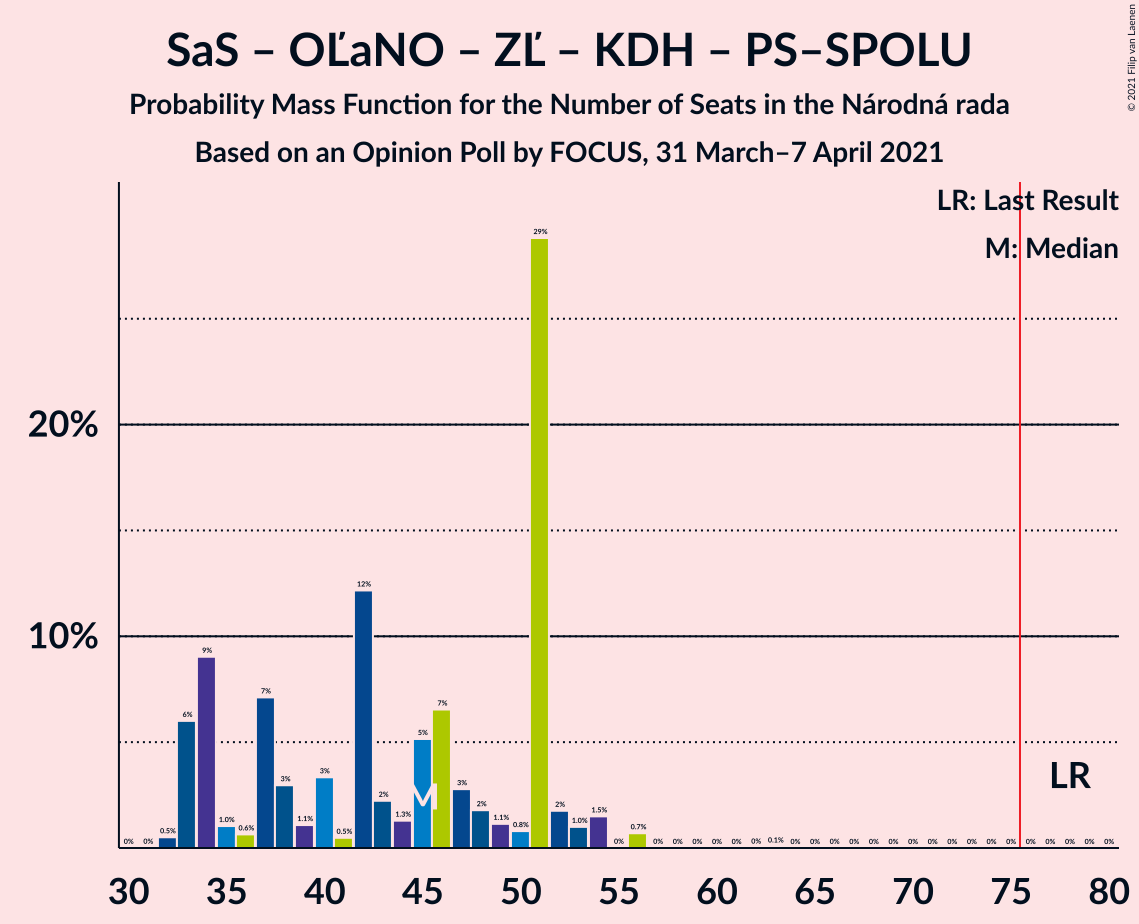 SaS – OĽaNO – ZĽ – KDH – PS–SPOLU
Probability Mass Function for the Number of Seats in the Národná rada
Based on an Opinion Poll by FOCUS, 31 March–7 April 2021
© 2021 Filip van Laenen
LR: Last Result
M: Median
20%
10%
0% 0% 0.5% 6% 9% 1.0% 0.6% 7% 3% 1.1% 3% 0.5% 12% 2% 1.3% 5% 7% 3% 2% 1.1% 0.8% 29% 2% 1.0% 1.5% 0% 0.7% 0% 0% 0% 0% 0% 0% 0.1% 0% 0% 0% 0% 0% 0% 0% 0% 0% 0% 0% 0% 0% 0% 0% 0% 0%
M
LR
30 35 40 45 50 55 60 65 70 75 80